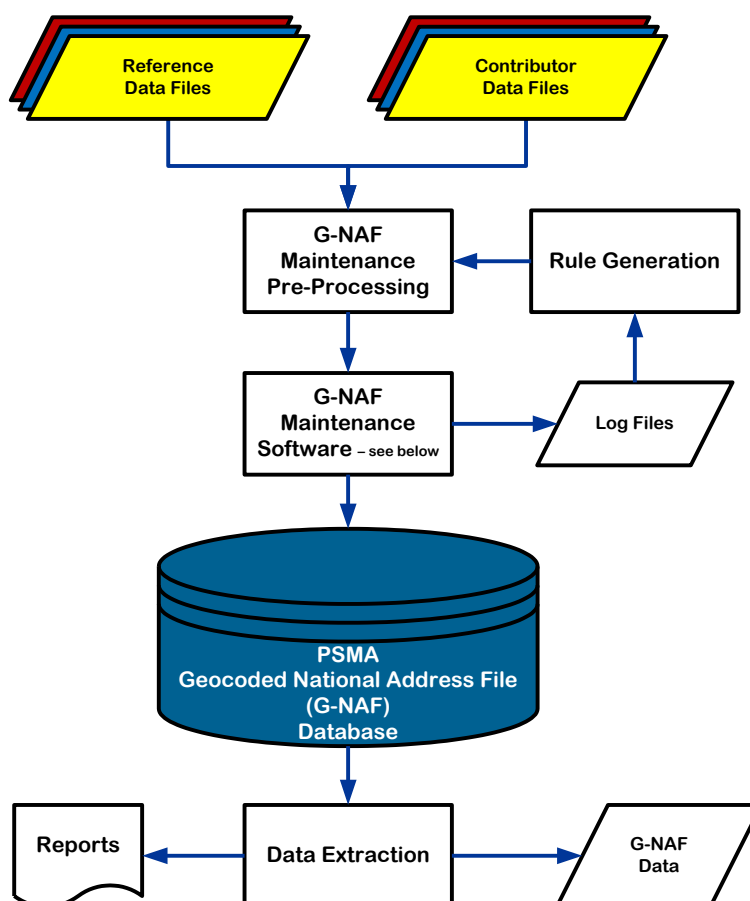 Reference
Data Files
Contributor
Data Files
G-NAF
Maintenance
Pre-Processing
Rule Generation
G-NAF
Maintenance
Software – see below
Log Files
PSMA
Geocoded National Address File
(G-NAF)
Database
Reports
Data Extraction
G-NAF
Data